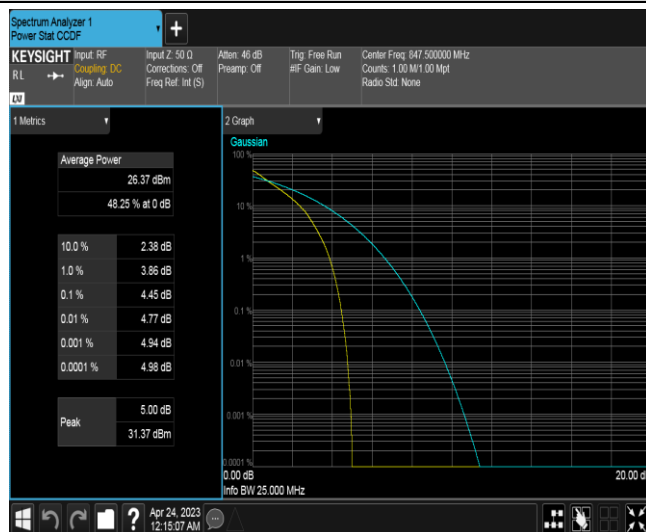 Spectrum Analyzer 1
Power Stat CCDF
KEYSIGHT
RL
LXI
Input: RF
Coupling: DC
Align: Auto
Input Z: 50 Ω
Corrections: Off
Freq Ref: Int (S)
Atten: 46 dB
Preamp: Off
Trig: Free Run
#IF Gain: Low
Center Freq: 847.500000 MHz
Counts: 1.00 M/1.00 Mpt
Radio Std: None
1 Metrics
Average Power
26.37 dBm
48.25 % at 0 dB
10.0 % 2.38 dB
1.0 % 3.86 dB
0.1 % 4.45 dB
0.01 % 4.77 dB
0.001 % 4.94 dB
0.0001 % 4.98 dB
Peak
5.00 dB
31.37 dBm
2 Graph
Gaussian
100 %
10 %
1 %
0.1 %
0.01 %
0.001 %
0.0001 %
0.00 dB
20.00 d
Info BW 25.000 MHz
?
Apr 24, 2023
12:15:07 AM